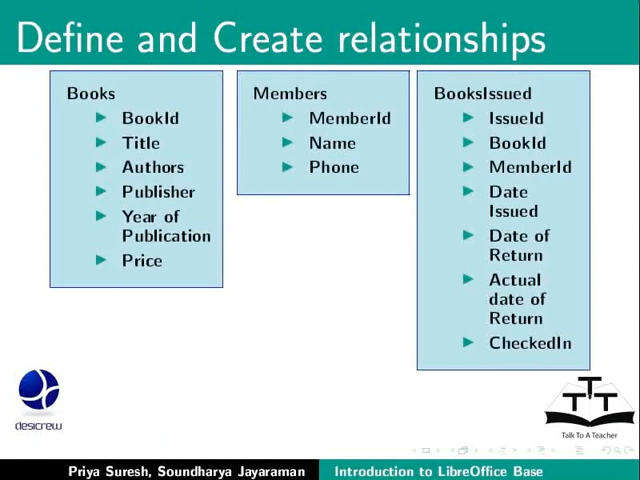 Define and Create relationships
Books
BookId
Title
Authors
Publisher
Year of
Publication
Price
Members
MemberId
Name
Phone
BooksIssued
IssueId
BookId
MemberId
Date
Issued
Date of
Return
Actual
date of
Return
CheckedIn
desicrew
TTT
Talk To A Teacher
Priya Suresh, Soundharya Jayaraman
Introduction to LibreOffice Base